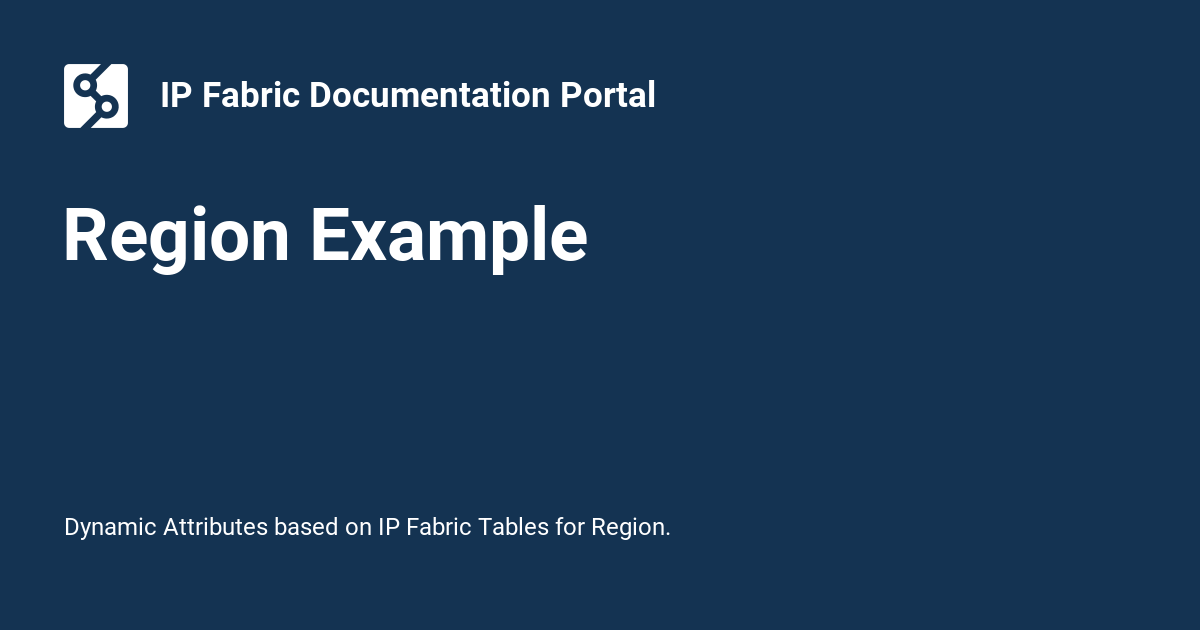 IP Fabric Documentation Portal
Region Example
Dynamic Attributes based on IP Fabric Tables for Region.